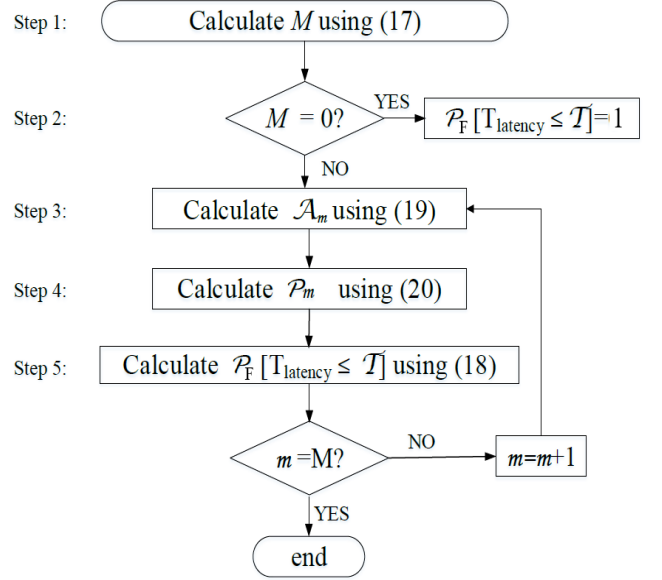 Step 1: Calculate M using (17)
YES
Step 2: M = 0? 𝒫F [Tlatency ≤ 𝒯]=1
NO
Step 3: Calculate 𝒜m using (19)
Step 4: Calculate 𝒫m using (20)
Step 5: Calculate 𝒫F [Tlatency ≤ 𝒯] using (18)
NO
m =M? m=m+1
YES
end